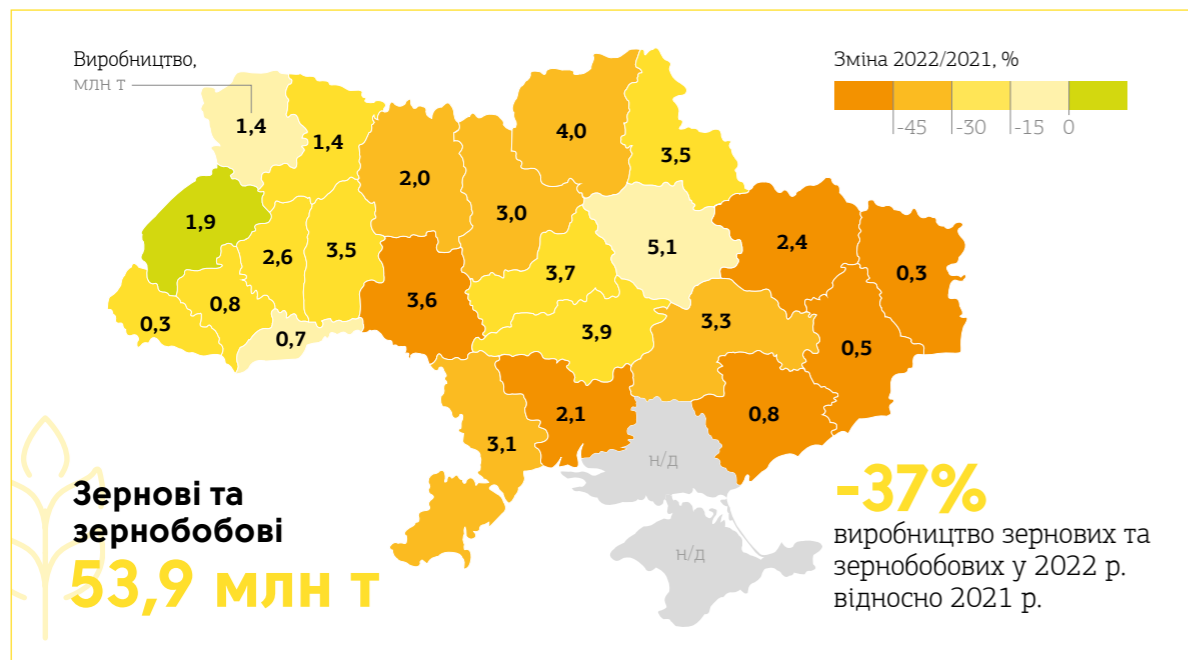 Виробництво,
млн т
Зміна 2022/2021, %
-45
-30
-15
0
1,4
1,4
2,0
4,0
3,5
3,0
1,9
2,6
3,5
3,7
5,1
2,4
0,3
0,8
3,6
0,3
0,7
3,9
3,3
0,5
2,1
0,8
3,1
н/д
н/д
Зернові та
зернобобові
53,9 млн т
-37%
виробництво зернових та
зернобобових у 2022 р.
відносно 2021 р.